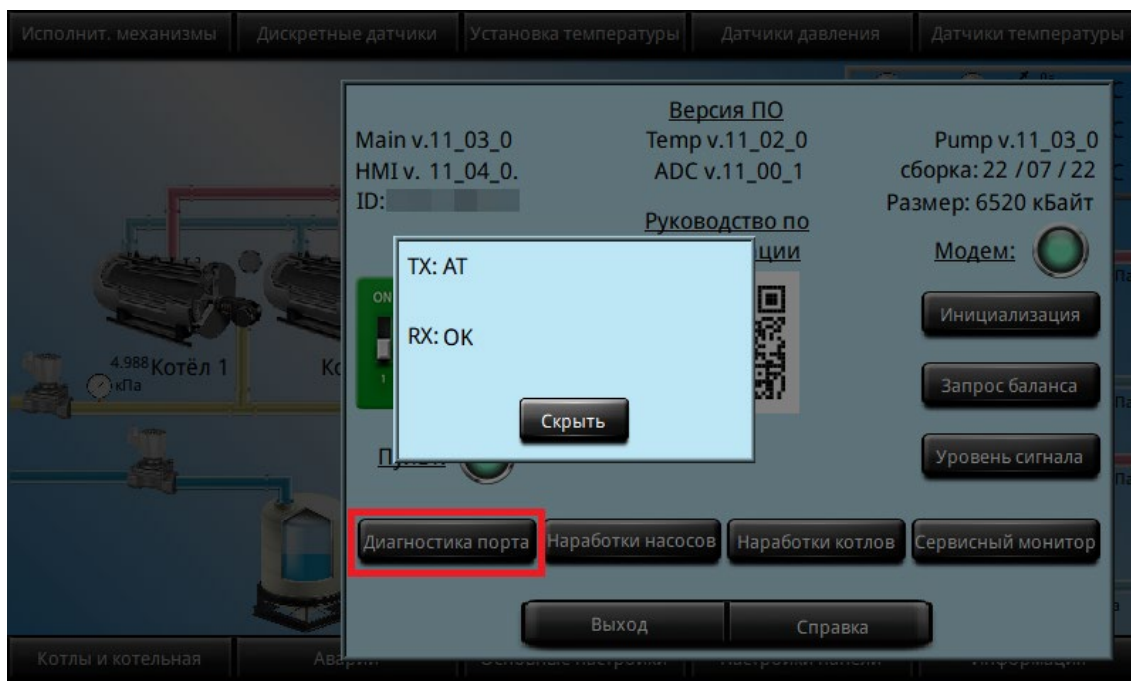 Исполнит. механизмы
Дискретные датчики
Установка температуры
Датчики давления
Датчики температуры
Версия ПО
Main v.11_03_0
Temp v.11_02_0
Pump v.11_03_0
HMI v. 11_04_0.
ADC v.11_00_1
сборка: 22 / 07 / 22
ID:
Размер: 6520 кБайт
Руководство по
ции
Модем:
TX: AT
ON
RX: OK
1
Инициализация
4.988
кПа
Котёл 1
Запрос баланса
Скрыть
Уровень сигнала
Диагностика порта
Наработки насосов
Наработки котлов
Сервисный монитор
Выход
Справка
Котлы и котельная